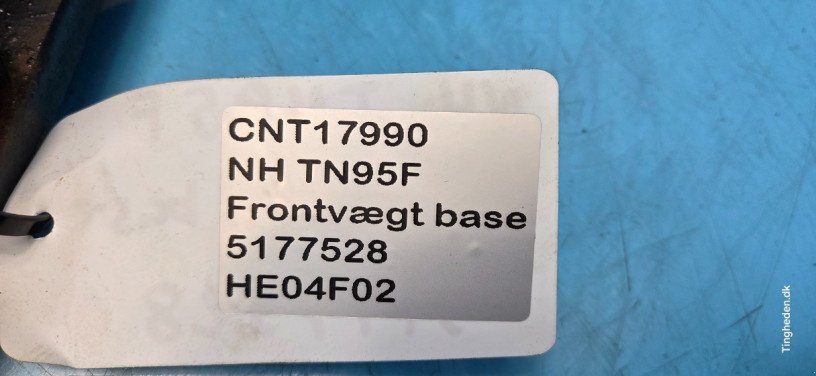 CNT17990
NH TN95F
Frontvægt base
5177528
HE04F02
Tingheden.dk